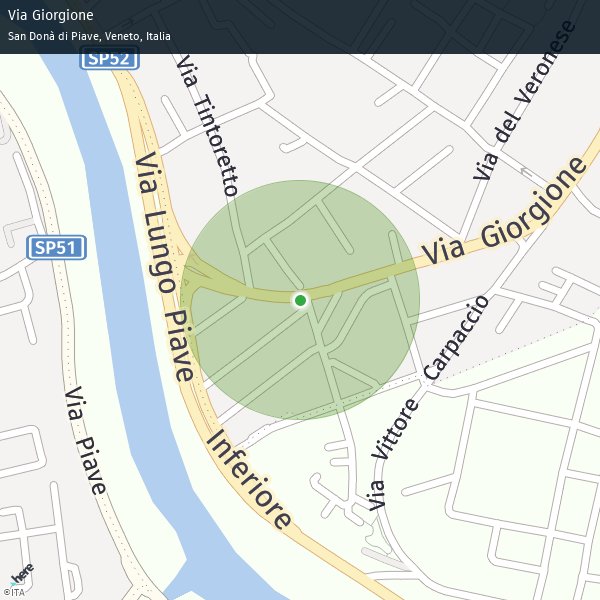 Via Giorgione
San Donà di Piave, Veneto, Italia
SP52
Via Tintoretto
Via del Veronese
Via Lungo Piave
Via Giorgione
SP51
Via Vittore Carpaccio
Via Piave
Inferiore
here
©ITA